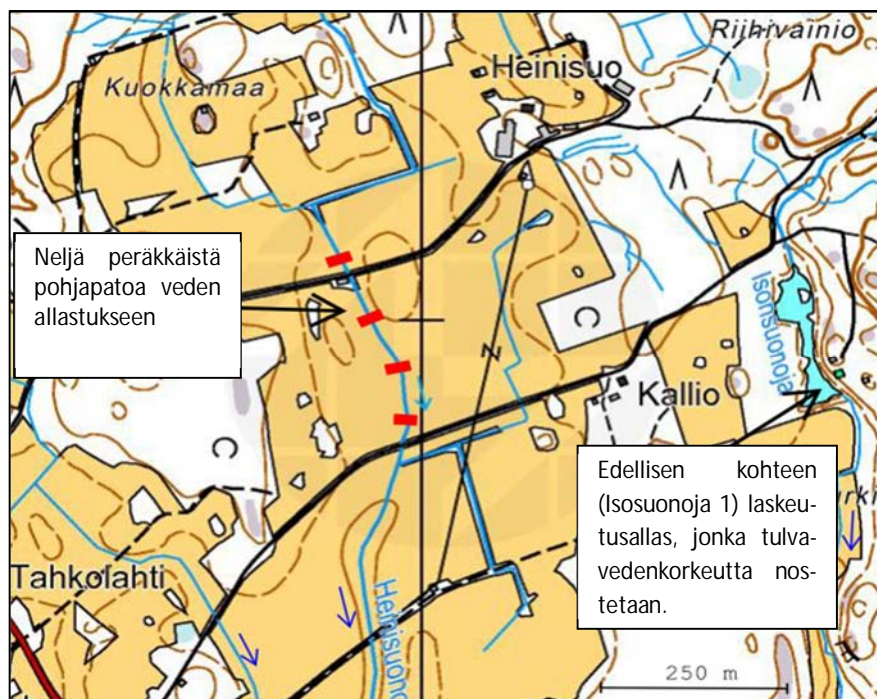 Riihivainio
Heinisuo
Kuokkamaa
Neljä peräkkäistä
pohjapatoa veden
allastukseen
Isonsuonoja
N
Kallio
Edellisen kohteen
(Isosuonoja 1) laskeu-
tusallas, jonka tulva-
vedenkorkeutta nos-
tetaan.
Tahkolahti
250 m